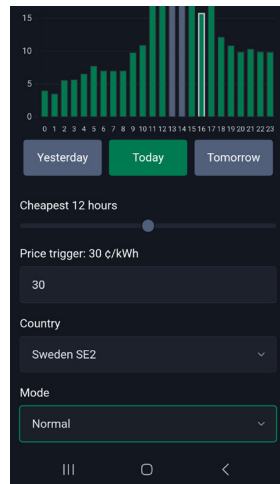 15
10
5
0
0 1 2 3 4 5 6 7 8 9 10 11 12 13 14 15 16 17 18 19 20 21 22 23
Yesterday Today Tomorrow
Cheapest 12 hours
Price trigger: 30 ¢/kWh
30
Country
Sweden SE2
Mode
Normal